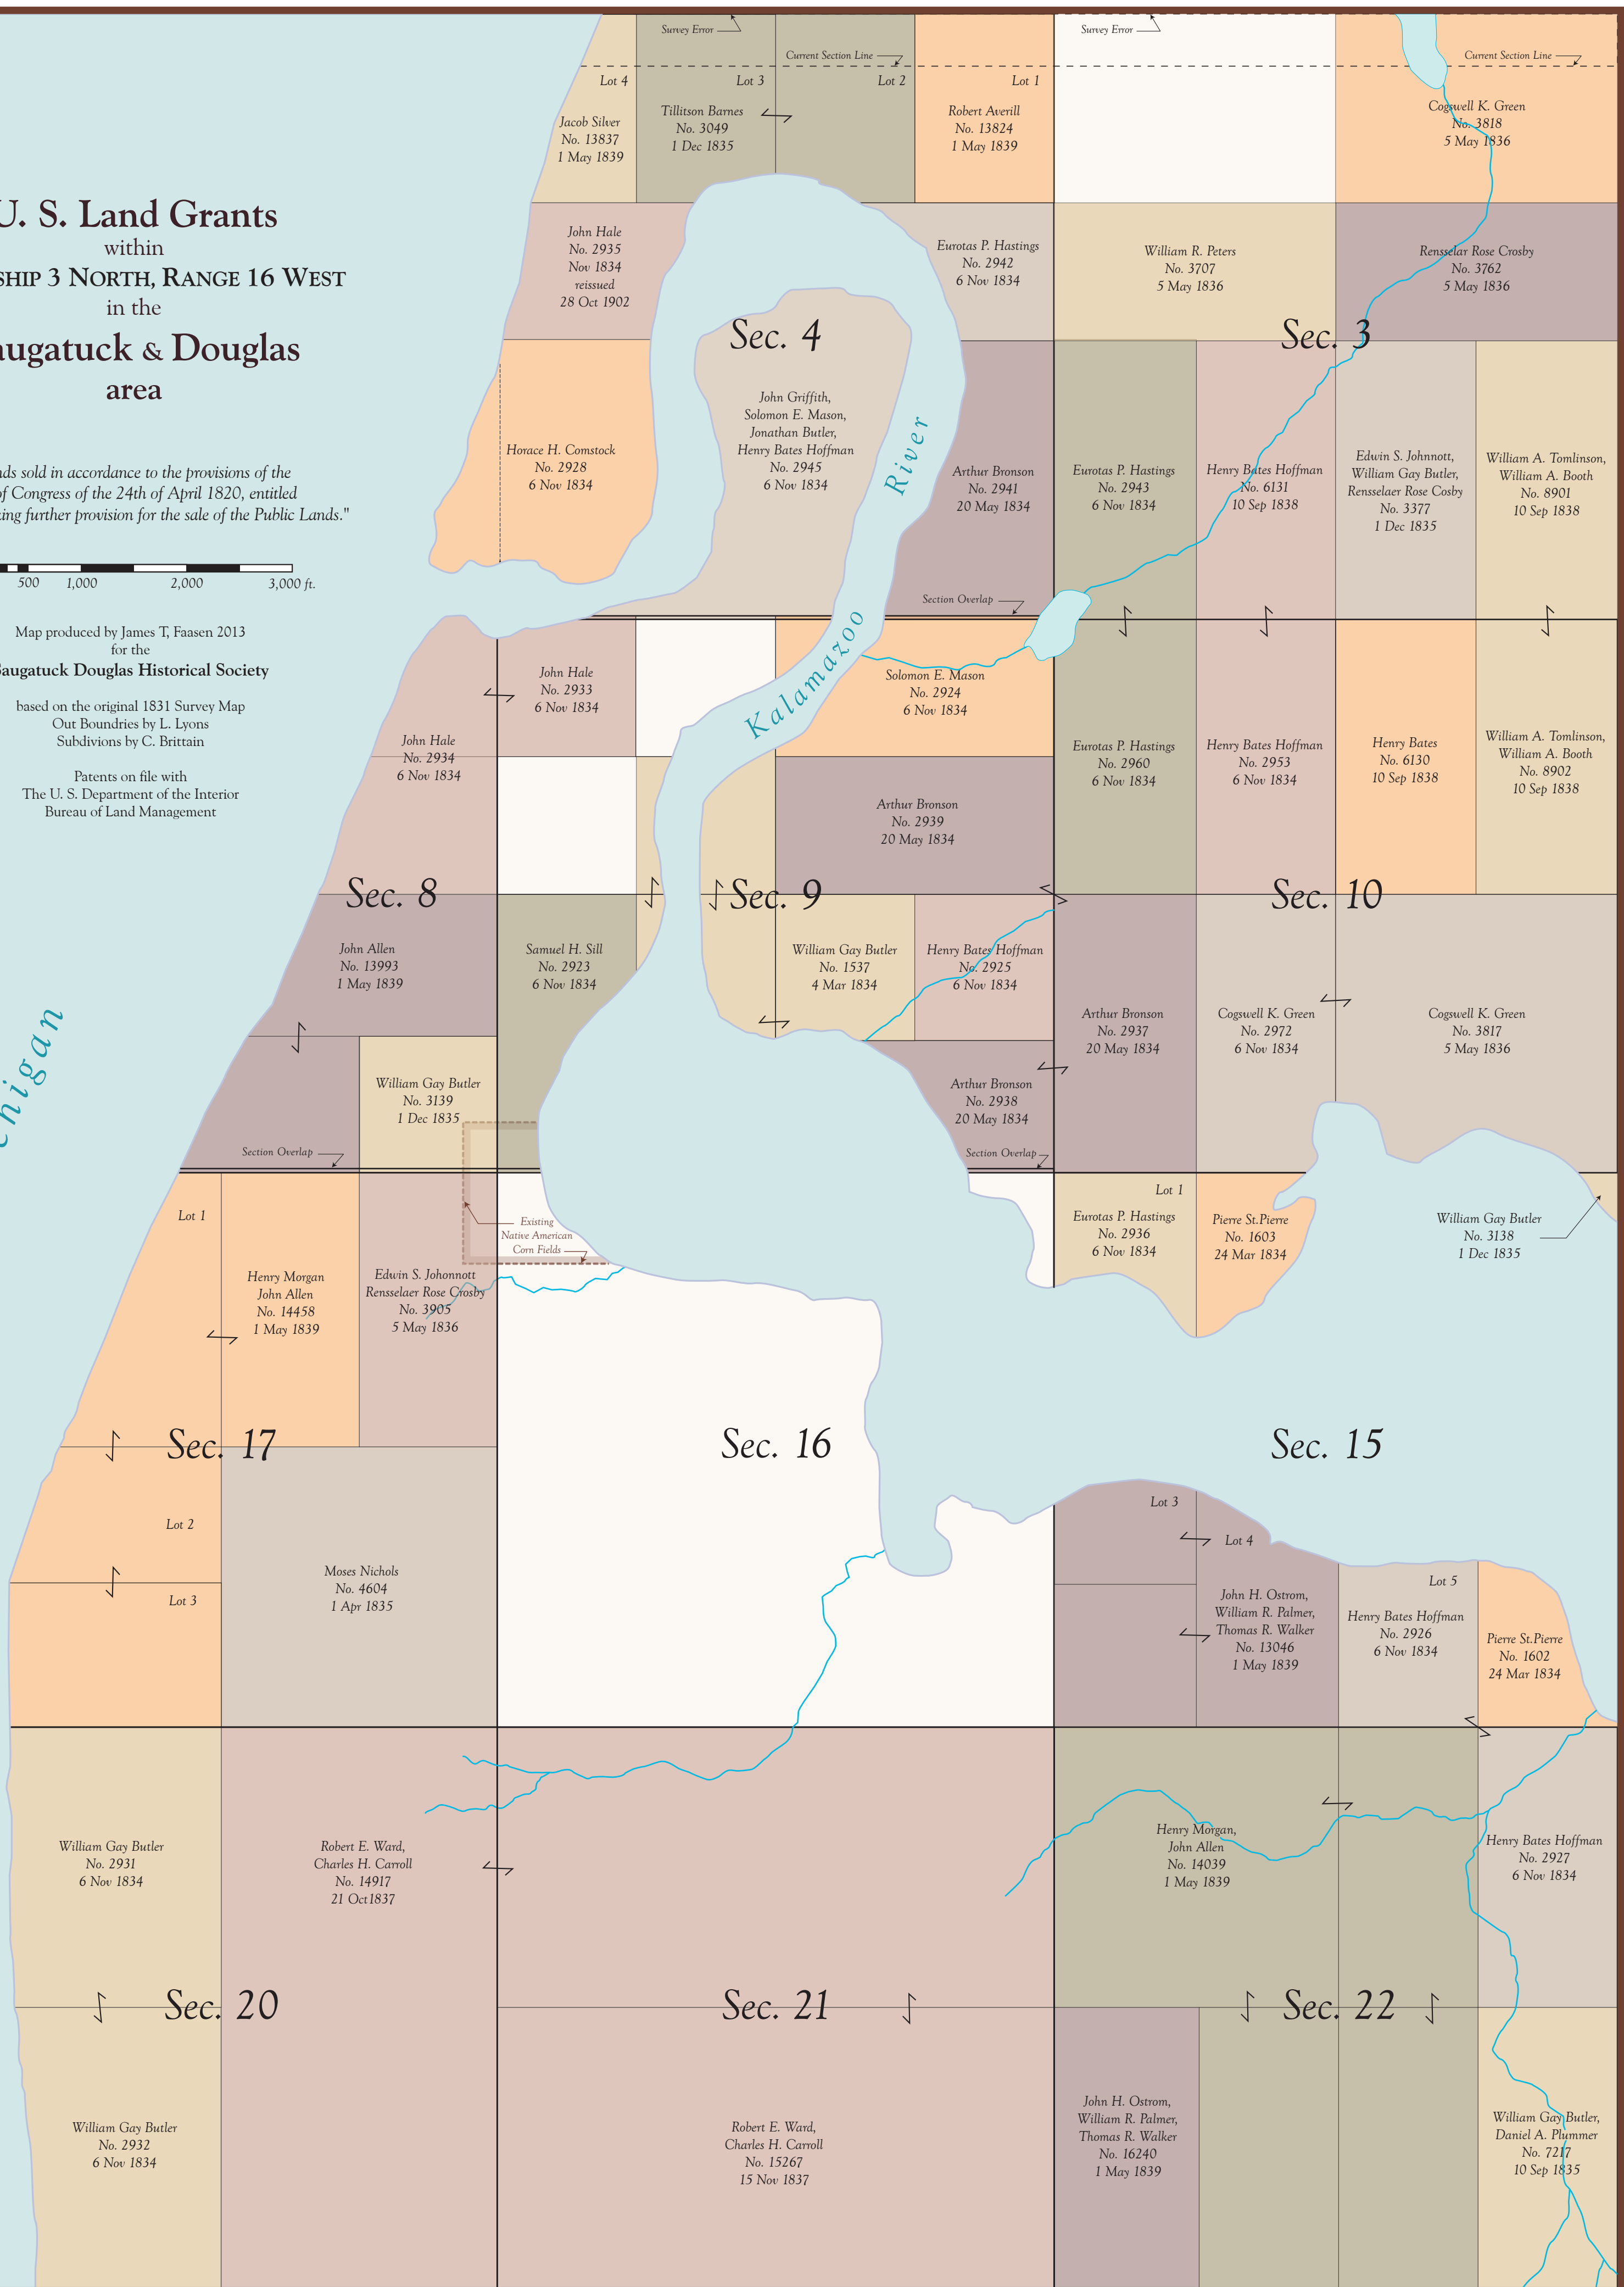 U. S. Land Grants
within
SHIP 3 NORTH, RANGE 16 WEST
in the
augatuck & Douglas
area
ds sold in accordance to the provisions of the
of Congress of the 24th of April 1820, entitled
ing further provision for the sale of the Public Lands."
500 1,000 2,000 3,000 ft.
Map produced by James T, Faasen 2013
for the
augatuck Douglas Historical Society
based on the original 1831 Survey Map
Out Boundries by L. Lyons
Subdivions by C. Brittain
Patents on file with
The U. S. Department of the Interior
Bureau of Land Management
higan
Survey Error
Current Section Line
Survey Error
Current Section Line
Lot 4
Lot 3
Lot 2
Lot 1
Jacob Silver
No. 13837
1 May 1839
Tillitson Barnes
No. 3049
1 Dec 1835
Robert Averill
No. 13824
1 May 1839
Cogswell K. Green
No. 3818
5 May 1836
John Hale
No. 2935
Nov 1834
reissued
28 Oct 1902
Eurotas P. Hastings
No. 2942
6 Nov 1834
William R. Peters
No. 3707
5 May 1836
Rensselar Rose Crosby
No. 3762
5 May 1836
Sec. 4
Sec. 3
Horace H. Comstock
No. 2928
6 Nov 1834
John Griffith,
Solomon E. Mason,
Jonathan Butler,
Henry Bates Hoffman
No. 2945
6 Nov 1834
River
Arthur Bronson
No. 2941
20 May 1834
Eurotas P. Hastings
No. 2943
6 Nov 1834
Henry Bates Hoffman
No. 6131
10 Sep 1838
Edwin S. Johnnott,
William Gay Butler,
Rensselaer Rose Cosby
No. 3377
1 Dec 1835
William A. Tomlinson,
William A. Booth
No. 8901
10 Sep 1838
Section Overlap
John Hale
No. 2933
6 Nov 1834
John Hale
No. 2934
6 Nov 1834
Kalamazoo
Solomon E. Mason
No. 2924
6 Nov 1834
Arthur Bronson
No. 2939
20 May 1834
Eurotas P. Hastings
No. 2960
6 Nov 1834
Henry Bates Hoffman
No. 2953
6 Nov 1834
Henry Bates
No. 6130
10 Sep 1838
William A. Tomlinson,
William A. Booth
No. 8902
10 Sep 1838
Sec. 8
Sec. 9
Sec. 10
John Allen
No. 13993
1 May 1839
Samuel H. Sill
No. 2923
6 Nov 1834
William Gay Butler
No. 1537
4 Mar 1834
Henry Bates Hoffman
No. 2925
6 Nov 1834
Arthur Bronson
No. 2937
20 May 1834
Cogswell K. Green
No. 2972
6 Nov 1834
Cogswell K. Green
No. 3817
5 May 1836
William Gay Butler
No. 3139
1 Dec 1835
Arthur Bronson
No. 2938
20 May 1834
Section Overlap
Section Overlap
Lot 1
Existing
Native American
Corn Fields
Lot 1
Eurotas P. Hastings
No. 2936
6 Nov 1834
Pierre St.Pierre
No. 1603
24 Mar 1834
William Gay Butler
No. 3138
1 Dec 1835
Henry Morgan
John Allen
No. 14458
1 May 1839
Edwin S. Johonnott
Rensselaer Rose Crosby
No. 3905
5 May 1836
Sec. 17
Sec. 16
Sec. 15
Lot 2
Lot 3
Moses Nichols
No. 4604
1 Apr 1835
Lot 3
Lot 4
John H. Ostrom,
William R. Palmer,
Thomas R. Walker
No. 13046
1 May 1839
Lot 5
Henry Bates Hoffman
No. 2926
6 Nov 1834
Pierre St.Pierre
No. 1602
24 Mar 1834
William Gay Butler
No. 2931
6 Nov 1834
Robert E. Ward,
Charles H. Carroll
No. 14917
21 Oct1837
Henry Morgan,
John Allen
No. 14039
1 May 1839
Henry Bates Hoffman
No. 2927
6 Nov 1834
Sec. 20
Sec. 21
Sec. 22
William Gay Butler
No. 2932
6 Nov 1834
Robert E. Ward,
Charles H. Carroll
No. 15267
15 Nov 1837
John H. Ostrom,
William R. Palmer,
Thomas R. Walker
No. 16240
1 May 1839
William Gay Butler,
Daniel A. Plummer
No. 7217
10 Sep 1835